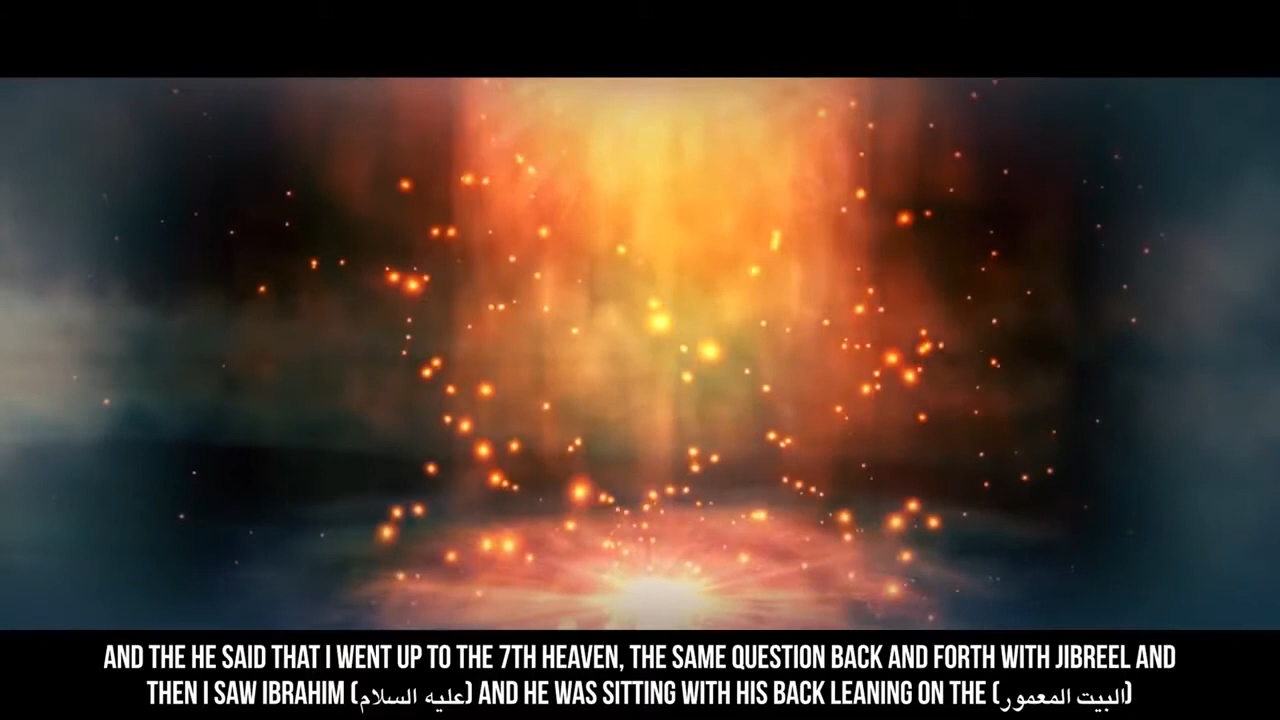 AND THE HE SAID THAT I WENT UP TO THE 7TH HEAVEN, THE SAME QUESTION BACK AND FORTH WITH JIBREEL AND
THEN I SAW IBRAHIM (عليه السلام) AND HE WAS SITTING WITH HIS BACK LEANING ON THE (البيت المعمور)